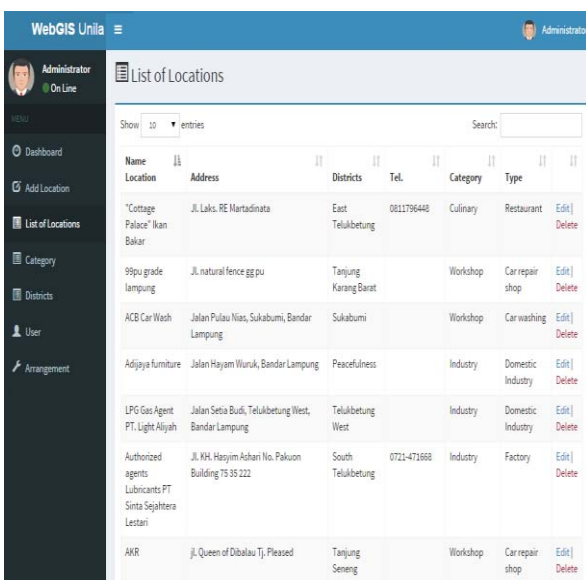 WebGIS Unila
Administrator
Administrator
On Line
MENU
Dashboard
Add Location
List of Locations
Category
Districts
User
Arrangement
List of Locations
Show 10 entries
Search:
Name Location Address Districts Tel. Category Type
"Cottage Palace" Ikan Bakar Jl. Laks. RE Martadinata East Telukbetung 0811796448 Culinary Restaurant Edit| Delete
99pu grade lampung Jl. natural fence gg pu Tanjung Karang Barat Workshop Car repair shop Edit| Delete
ACB Car Wash Jalan Pulau Nias, Sukabumi, Bandar Lampung Sukabumi Workshop Car washing Edit| Delete
Adijaya furniture Jalan Hayam Wuruk, Bandar Lampung Peacefulness Industry Domestic Industry Edit| Delete
LPG Gas Agent PT. Light Aliyah Jalan Setia Budi, Telukbetung West, Bandar Lampung Telukbetung West Industry Domestic Industry Edit| Delete
Authorized agents Lubricants PT Sinta Sejahtera Lestari Jl. KH. Hasyim Ashari No. Pakuon Building 75 35 222 South Telukbetung 0721-471668 Industry Factory Edit| Delete
AKR jl. Queen of Dibalau Tj. Pleased Tanjung Seneng Workshop Car repair shop Edit| Delete